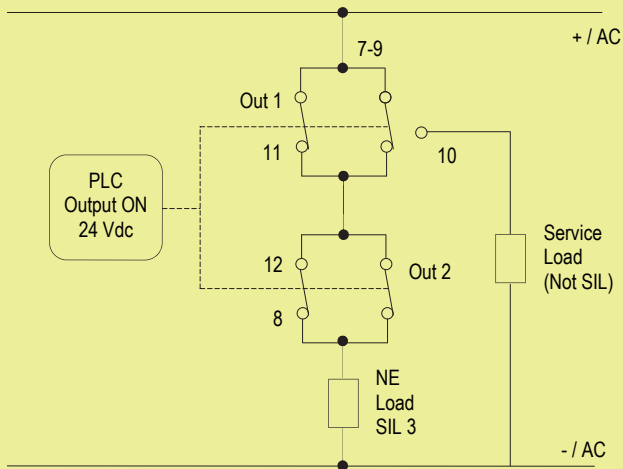 + / AC
7-9
Out 1
11
10
PLC
Output ON
24 Vdc
Service
Load
(Not SIL)
12
Out 2
8
NE
Load
SIL 3
- / AC